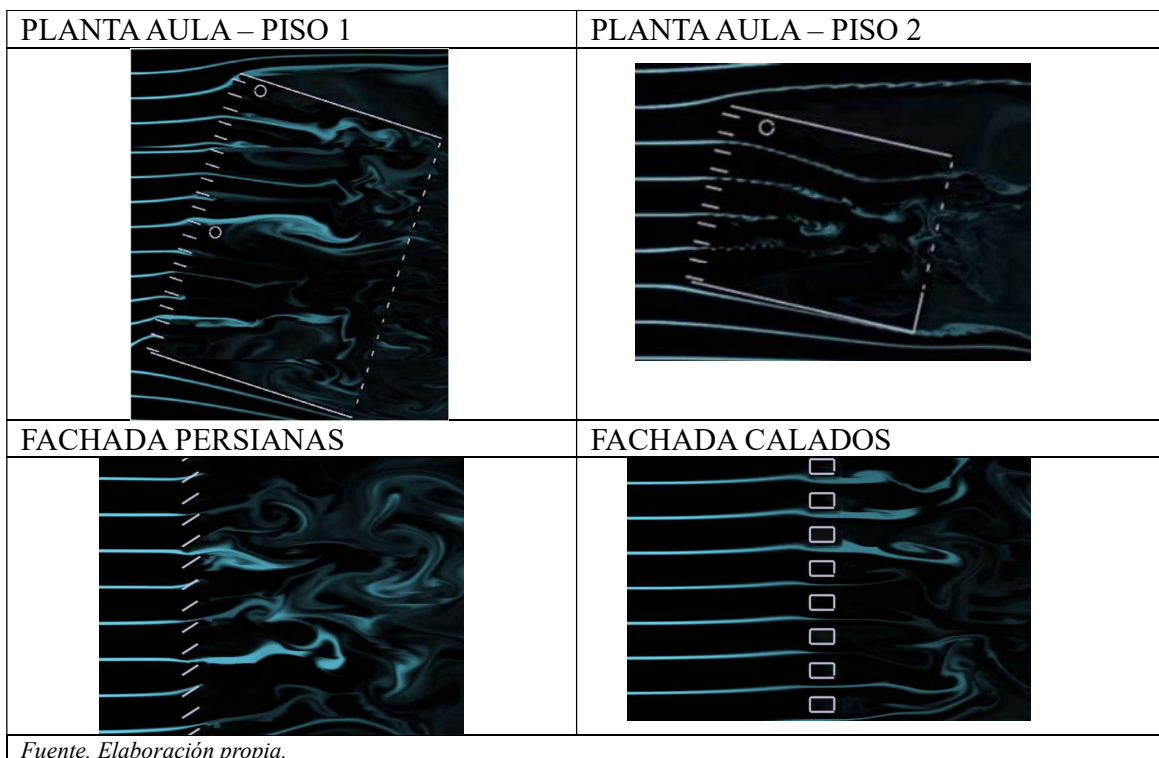 PLANTA AULA – PISO 1
PLANTA AULA – PISO 2
FACHADA PERSIANAS
FACHADA CALADOS
Fuente. Elaboración propia.